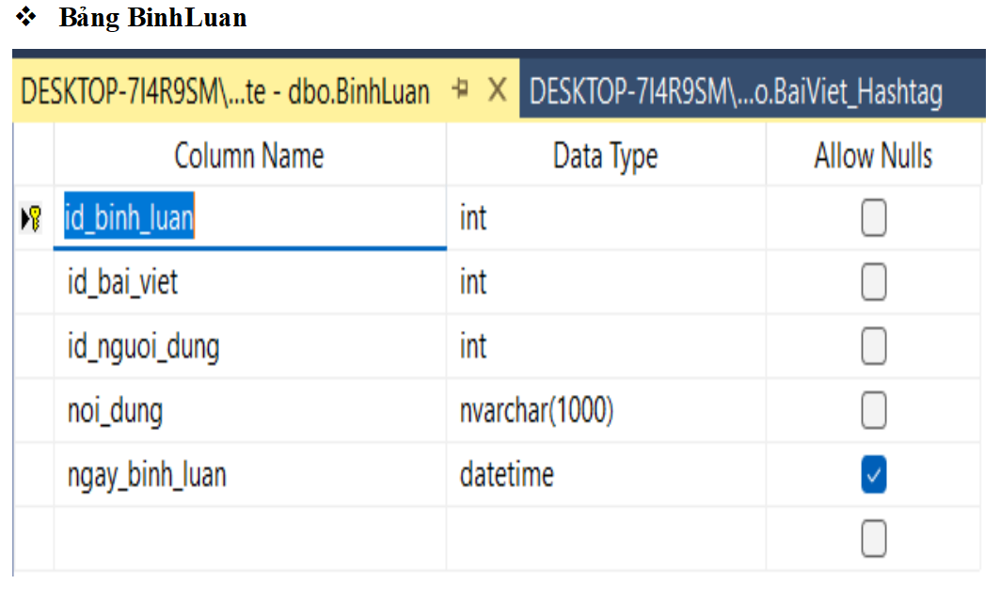 ❖ Bảng BinhLuan
DESKTOP-7I4R9SM\...te - dbo.BinhLuan DESKTOP-7I4R9SM\...o.BaiViet_Hashtag
Column Name Data Type Allow Nulls
id_binh_luan int
id_bai_viet int
id_nguoi_dung int
noi_dung nvarchar(1000)
ngay_binh_luan datetime